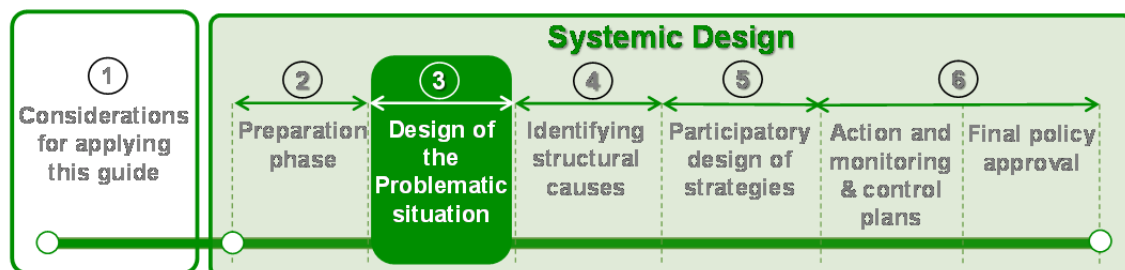 Systemic Design
1
Considerations
for applying
this guide
2
Preparation
phase
3
Design of
the
Problematic
situation
4
Identifying
structural
causes
5
Participatory
design of
strategies
6
Action and
monitoring
& control
plans
Final policy
approval